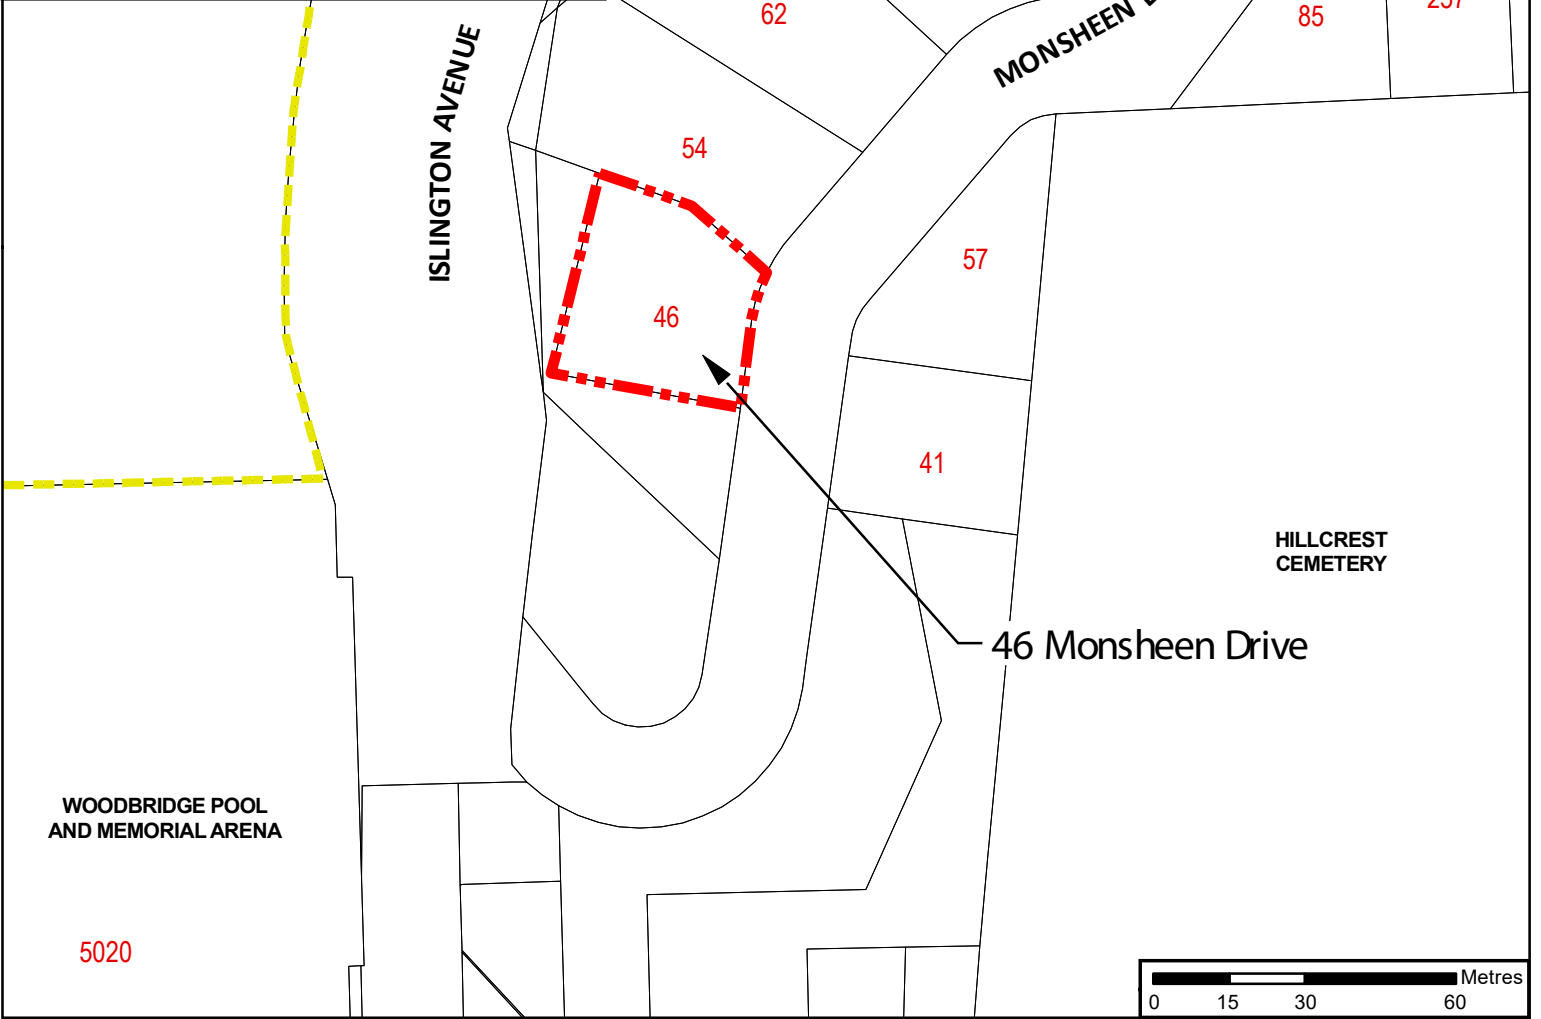 62
MONSHEEN
85
257
ISLINGTON AVENUE
54
57
46
41
HILLCREST
CEMETERY
46 Monsheen Drive
WOODBRIDGE POOL
AND MEMORIAL ARENA
5020
Metres
0 15 30 60